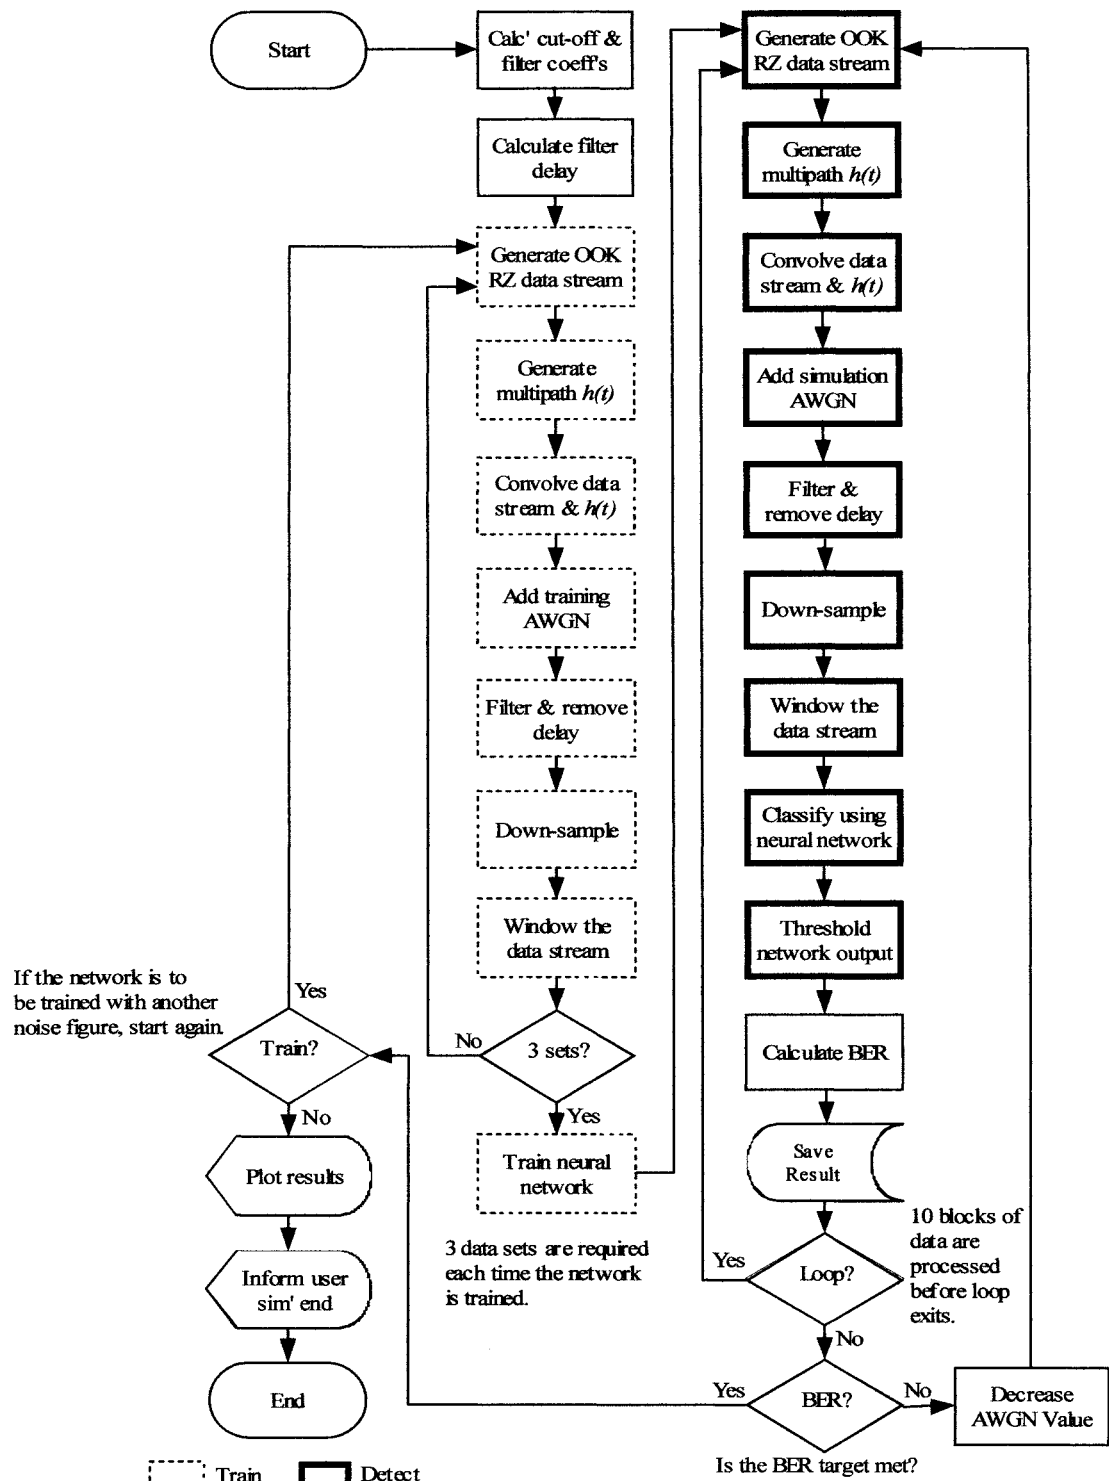 Start
Calc' cut-off &
filter coeff's
Calculate filter
delay
Generate OOK
RZ data stream
Generate
multipath h(t)
Convolve data
stream & h(t)
Add training
AWGN
Filter & remove
delay
Down-sample
Window the
data stream
3 sets?
No
Yes
Train neural
network
3 data sets are required
each time the network
is trained.
Generate OOK
RZ data stream
Generate
multipath h(t)
Convolve data
stream & h(t)
Add simulation
AWGN
Filter &
remove delay
Down-sample
Window the
data stream
Classify using
neural network
Threshold
network output
Calculate BER
Save
Result
10 blocks of
data are
processed
before loop
exits.
Loop?
Yes
No
BER?
Yes
No
Decrease
AWGN Value
Is the BER target met?
If the network is to
be trained with another
noise figure, start again.
Yes
Train?
No
Plot results
Inform user
sim' end
End
Train
Detect